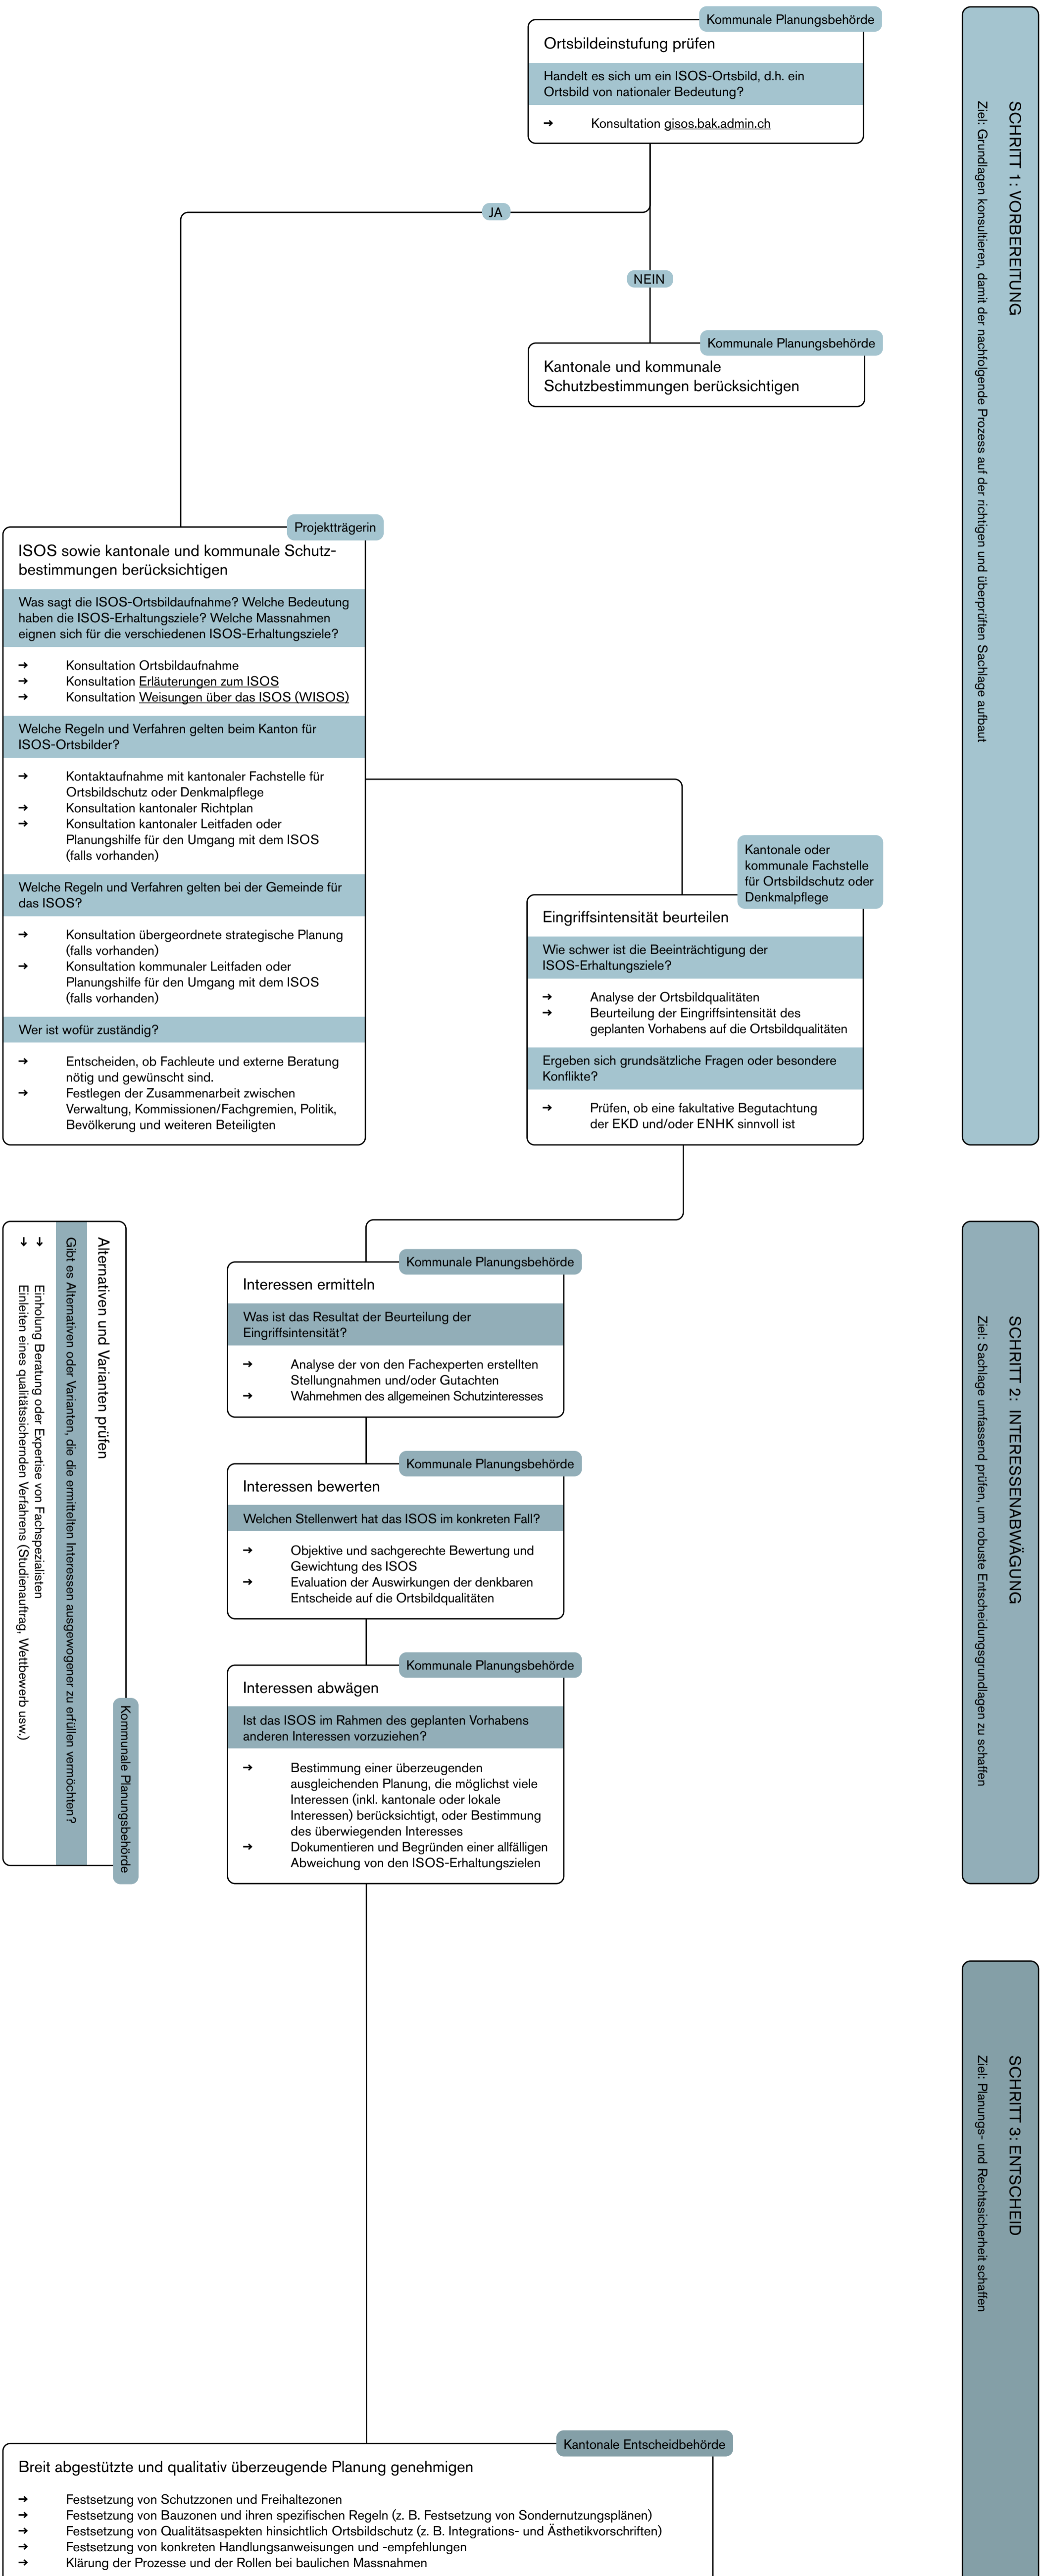 Kommunale Planungsbehörde
Ortsbildeinstufung prüfen
Handelt es sich um ein ISOS-Ortsbild, d.h. ein
Ortsbild von nationaler Bedeutung?
➔ Konsultation gisos.bak.admin.ch
JA
NEIN
Kommunale Planungsbehörde
Kantonale und kommunale
Schutzbestimmungen berücksichtigen
SCHRITT 1: VORBEREITUNG
Ziel: Grundlagen konsultieren, damit der nachfolgende Prozess auf der richtigen und überprüften Sachlage aufbaut
Projektträgerin
ISOS sowie kantonale und kommunale Schutz-
bestimmungen berücksichtigen
Was sagt die ISOS-Ortsbildaufnahme? Welche Bedeutung
haben die ISOS-Erhaltungsziele? Welche Massnahmen
eignen sich für die verschiedenen ISOS-Erhaltungsziele?
➔ Konsultation Ortsbildaufnahme
➔ Konsultation Erläuterungen zum ISOS
➔ Konsultation Weisungen über das ISOS (WISOS)
Welche Regeln und Verfahren gelten beim Kanton für
ISOS-Ortsbilder?
➔ Kontaktaufnahme mit kantonaler Fachstelle für
Ortsbildschutz oder Denkmalpflege
➔ Konsultation kantonaler Richtplan
➔ Konsultation kantonaler Leitfaden oder
Planungshilfe für den Umgang mit dem ISOS
(falls vorhanden)
Welche Regeln und Verfahren gelten bei der Gemeinde für
das ISOS?
➔ Konsultation übergeordnete strategische Planung
(falls vorhanden)
➔ Konsultation kommunaler Leitfaden oder
Planungshilfe für den Umgang mit dem ISOS
(falls vorhanden)
Wer ist wofür zuständig?
➔ Entscheiden, ob Fachleute und externe Beratung
nötig und gewünscht sind.
➔ Festlegen der Zusammenarbeit zwischen
Verwaltung, Kommissionen/Fachgremien, Politik,
Bevölkerung und weiteren Beteiligten
Kantonale oder
kommunale Fachstelle
für Ortsbildschutz oder
Denkmalpflege
Eingriffsintensität beurteilen
Wie schwer ist die Beeinträchtigung der
ISOS-Erhaltungsziele?
➔ Analyse der Ortsbildqualitäten
➔ Beurteilung der Eingriffsintensität des
geplanten Vorhabens auf die Ortsbildqualitäten
Ergeben sich grundsätzliche Fragen oder besondere
Konflikte?
➔ Prüfen, ob eine fakultative Begutachtung
der EKD und/oder ENHK sinnvoll ist
SCHRITT 2: INTERESSENABWÄGUNG
Ziel: Sachlage umfassend prüfen, um robuste Entscheidungsgrundlagen zu schaffen
Kommunale Planungsbehörde
Alternativen und Varianten prüfen
Gibt es Alternativen oder Varianten, die die ermittelten Interessen ausgewogener zu erfüllen vermöchten?
➔ Einholung Beratung oder Expertise von Fachspezialisten
➔ Einleiten eines qualitätssichernden Verfahrens (Studienauftrag, Wettbewerb usw.)
Kommunale Planungsbehörde
Interessen ermitteln
Was ist das Resultat der Beurteilung der
Eingriffsintensität?
➔ Analyse der von den Fachexperten erstellten
Stellungnahmen und/oder Gutachten
➔ Wahrnehmen des allgemeinen Schutzinteresses
Kommunale Planungsbehörde
Interessen bewerten
Welchen Stellenwert hat das ISOS im konkreten Fall?
➔ Objektive und sachgerechte Bewertung und
Gewichtung des ISOS
➔ Evaluation der Auswirkungen der denkbaren
Entscheide auf die Ortsbildqualitäten
Kommunale Planungsbehörde
Interessen abwägen
Ist das ISOS im Rahmen des geplanten Vorhabens
anderen Interessen vorzuziehen?
➔ Bestimmung einer überzeugenden
ausgleichenden Planung, die möglichst viele
Interessen (inkl. kantonale oder lokale
Interessen) berücksichtigt, oder Bestimmung
des überwiegenden Interesses
➔ Dokumentieren und Begründen einer allfälligen
Abweichung von den ISOS-Erhaltungszielen
SCHRITT 3: ENTSCHEID
Ziel: Planungs- und Rechtssicherheit schaffen
Kantonale Entscheidbehörde
Breit abgestützte und qualitativ überzeugende Planung genehmigen
➔ Festsetzung von Schutzzonen und Freihaltezonen
➔ Festsetzung von Bauzonen und ihren spezifischen Regeln (z. B. Festsetzung von Sondernutzungsplänen)
➔ Festsetzung von Qualitätsaspekten hinsichtlich Ortsbildschutz (z. B. Integrations- und Ästhetikvorschriften)
➔ Festsetzung von konkreten Handlungsanweisungen und -empfehlungen
➔ Klärung der Prozesse und der Rollen bei baulichen Massnahmen